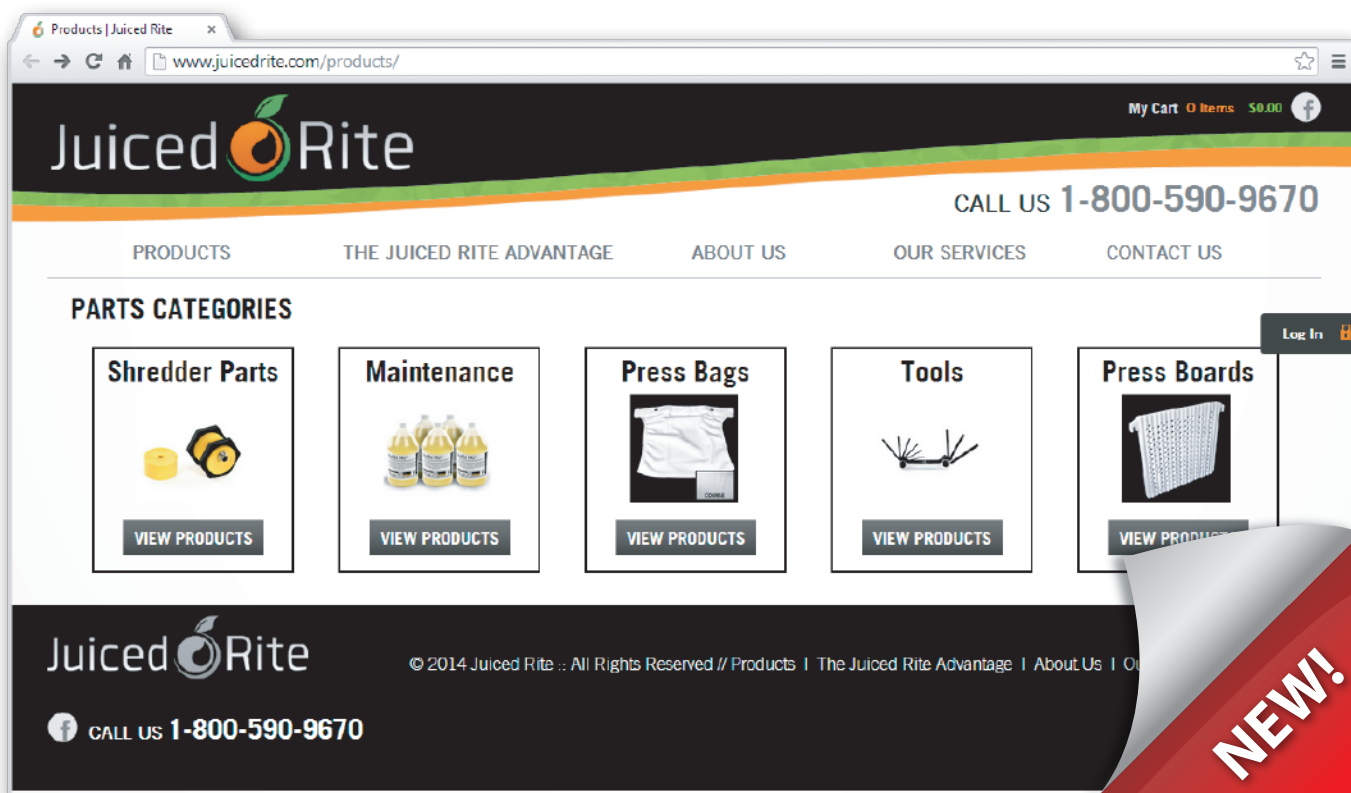 Products | Juiced Rite
www.juicedrite.com/products/
My Cart 0 Items $0.00
Juiced Rite
CALL US 1-800-590-9670
PRODUCTS THE JUICED RITE ADVANTAGE ABOUT US OUR SERVICES CONTACT US
PARTS CATEGORIES
Log In
Shredder Parts Maintenance Press Bags Tools Press Boards
COARSE
VIEW PRODUCTS VIEW PRODUCTS VIEW PRODUCTS VIEW PRODUCTS VIEW PRODUCTS
Juiced Rite
© 2014 Juiced Rite :: All Rights Reserved // Products | The Juiced Rite Advantage | About Us |
CALL US 1-800-590-9670
NEW!